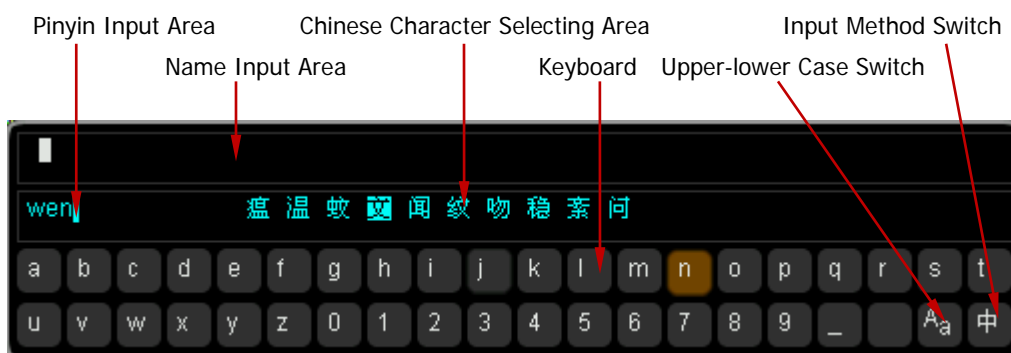 Pinyin Input Area Chinese Character Selecting Area Input Method Switch
Name Input Area Keyboard Upper-lower Case Switch
wen 瘟 温 蚊 文 闻 纹 吻 稳 紊 问
a b c d e f g h i j k l m n o p q r s t
u v w x y z 0 1 2 3 4 5 6 7 8 9 _ Aa 中